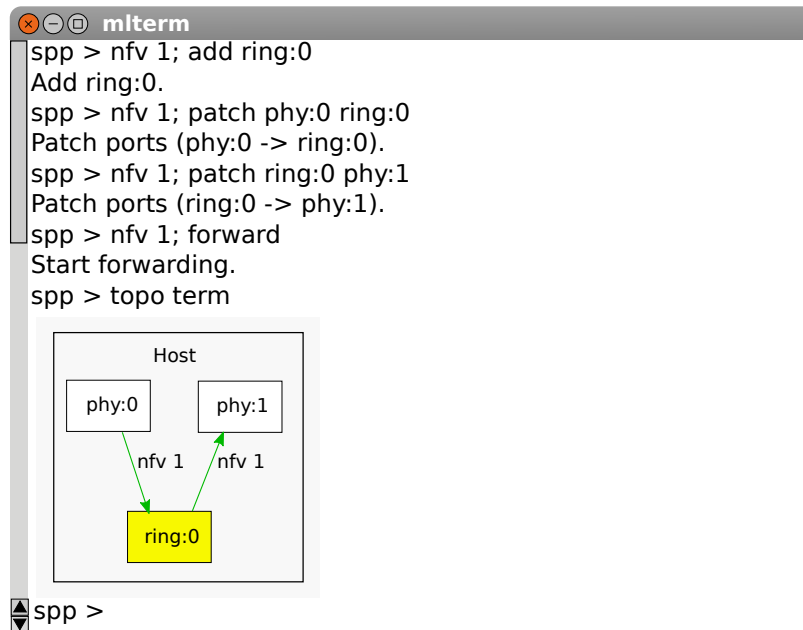 mlterm
spp > nfv 1; add ring:0
Add ring:0.
spp > nfv 1; patch phy:0 ring:0
Patch ports (phy:0 -> ring:0).
spp > nfv 1; patch ring:0 phy:1
Patch ports (ring:0 -> phy:1).
spp > nfv 1; forward
Start forwarding.
spp > topo term
Host
phy:0 phy:1
nfv 1 nfv 1
ring:0
spp >